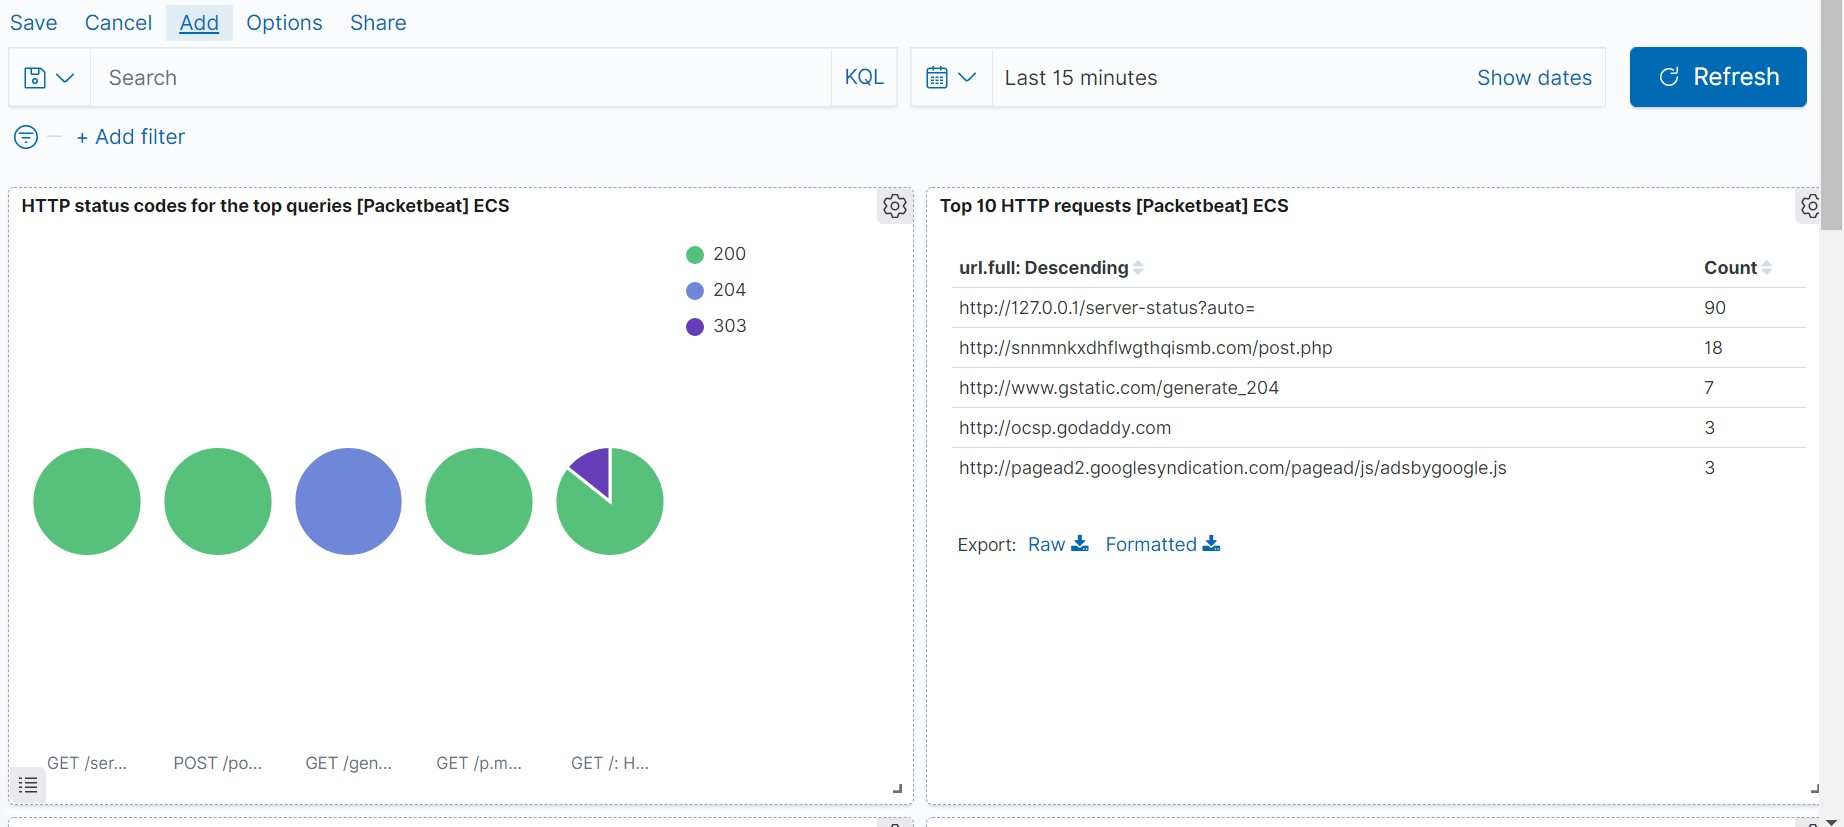 Save Cancel Add Options Share
Search KQL Last 15 minutes Show dates Refresh
+ Add filter
HTTP status codes for the top queries [Packetbeat] ECS
200
204
303
GET /ser... POST /po... GET /gen... GET /p.m... GET /: H...
Top 10 HTTP requests [Packetbeat] ECS
url.full: Descending Count
http://127.0.0.1/server-status?auto= 90
http://snnmnkxdhflwgthqismb.com/post.php 18
http://www.gstatic.com/generate_204 7
http://ocsp.godaddy.com 3
http://pagead2.googlesyndication.com/pagead/js/adsbygoogle.js 3
Export: Raw Formatted